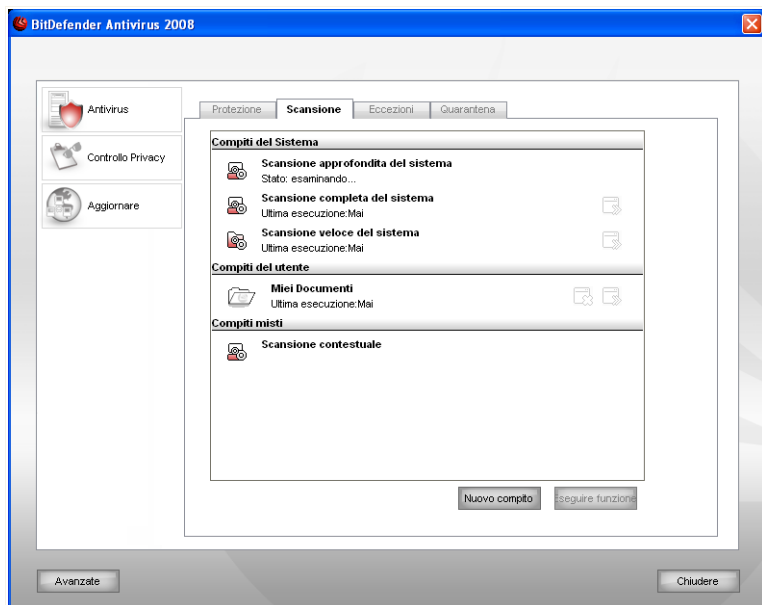 BitDefender Antivirus 2008
Antivirus
Controllo Privacy
Aggiornare
Protezione
Scansione
Eccezioni
Quarantena
Compiti del Sistema
Scansione approfondita del sistema
Stato: esaminando...
Scansione completa del sistema
Ultima esecuzione:Mai
Scansione veloce del sistema
Ultima esecuzione:Mai
Compiti del utente
Miei Documenti
Ultima esecuzione:Mai
Compiti misti
Scansione contestuale
Nuovo compito
Eseguire funzione
Avanzate
Chiudere